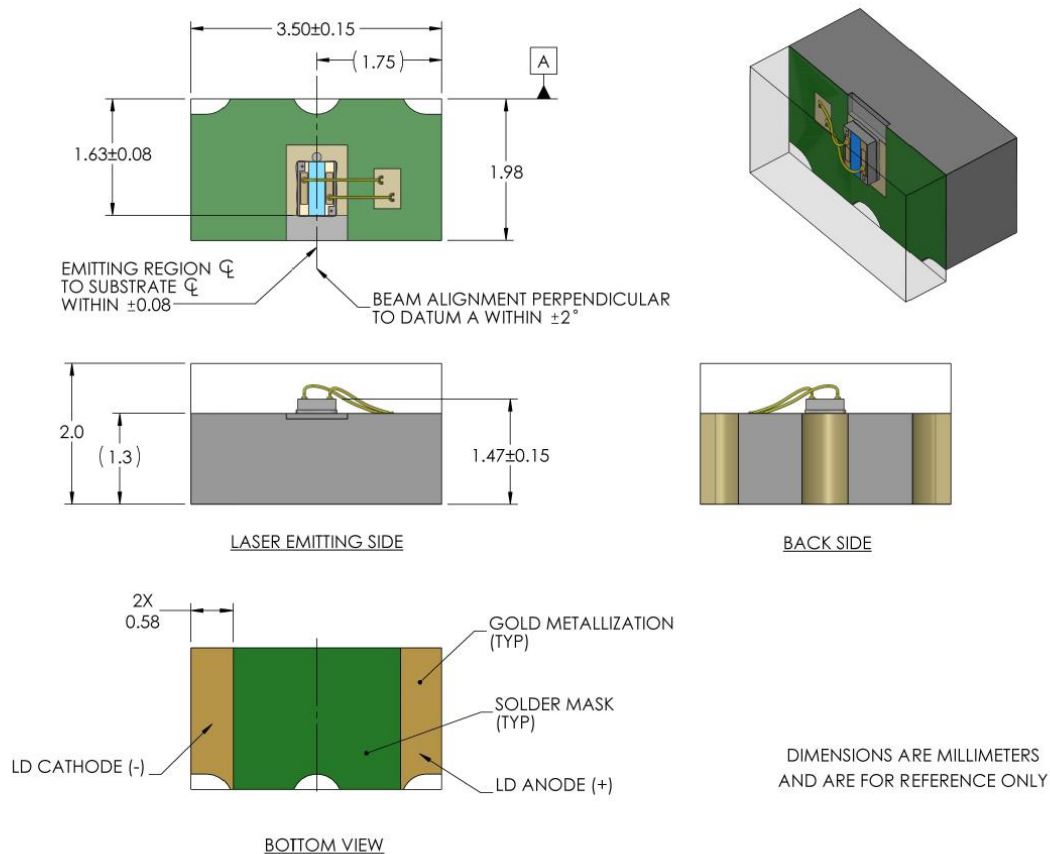 3.50±0.15
(1.75)
A
1.63±0.08
1.98
EMITTING REGION ℄
TO SUBSTRATE ℄
WITHIN ±0.08
BEAM ALIGNMENT PERPENDICULAR
TO DATUM A WITHIN ±2°
2.0
(1.3)
1.47±0.15
LASER EMITTING SIDE
BACK SIDE
2X
0.58
GOLD METALLIZATION
(TYP)
SOLDER MASK
(TYP)
LD CATHODE (-)
LD ANODE (+)
DIMENSIONS ARE MILLIMETERS
AND ARE FOR REFERENCE ONLY
BOTTOM VIEW